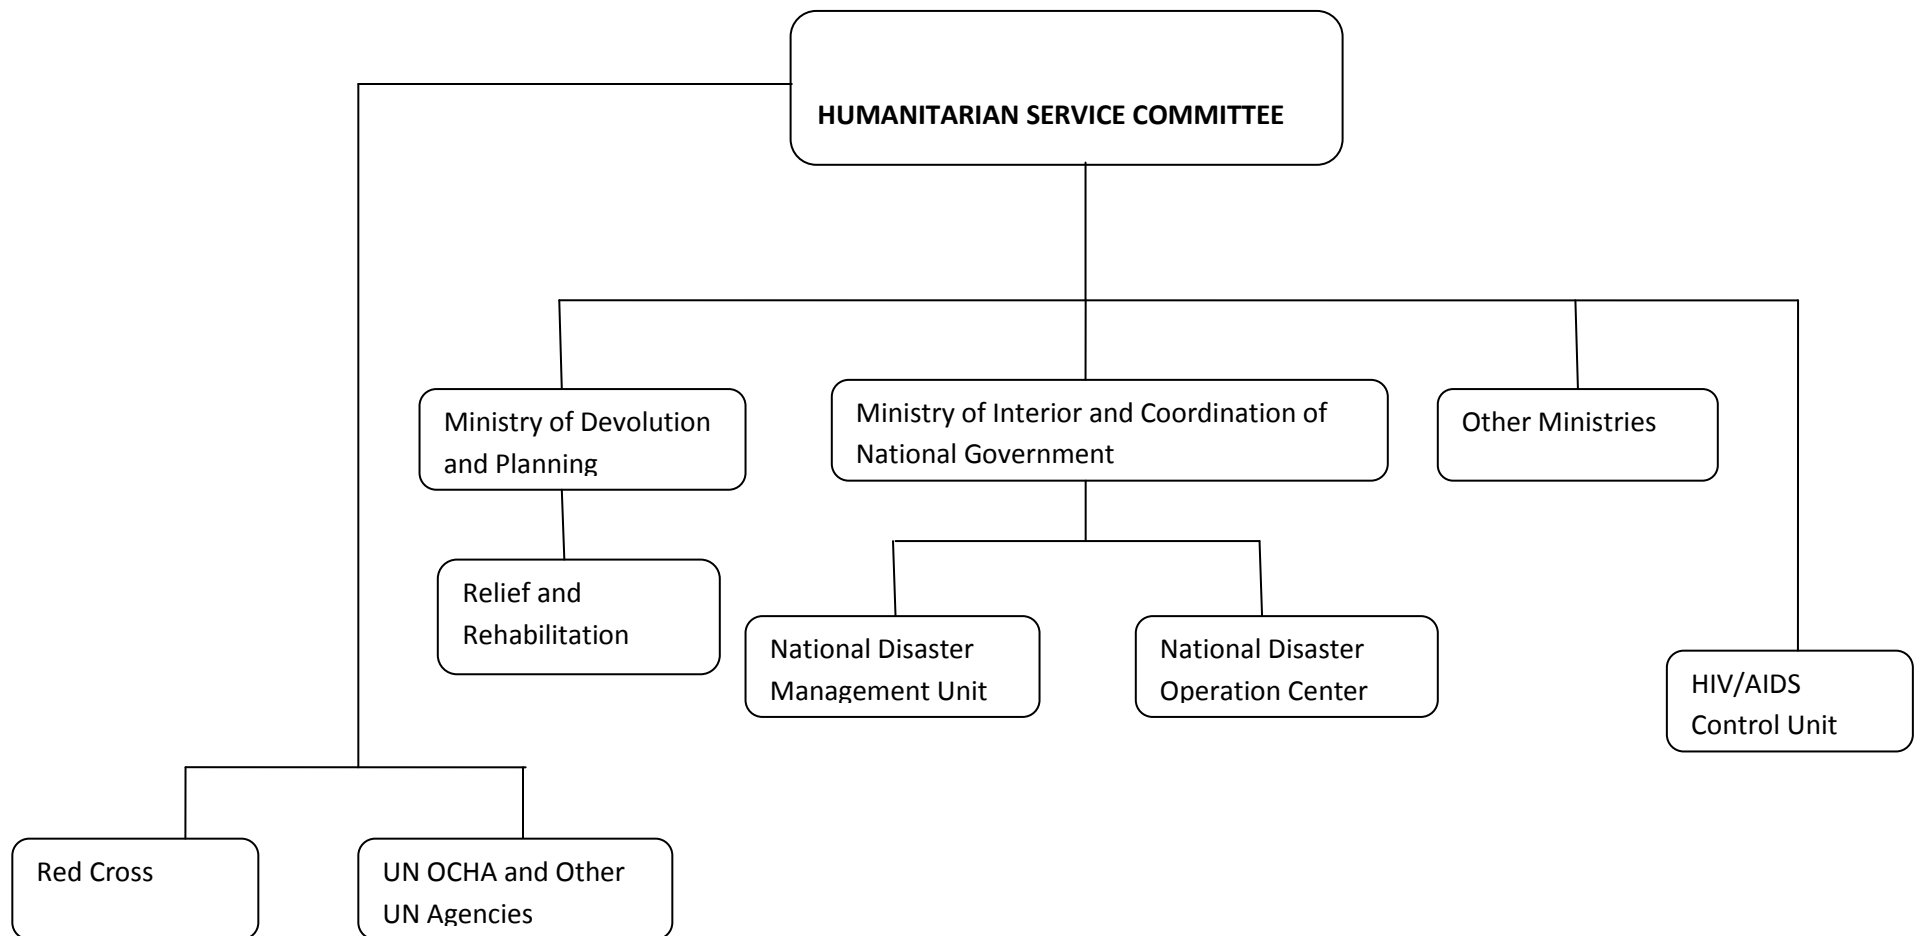 HUMANITARIAN SERVICE COMMITTEE
Ministry of Devolution
and Planning
Ministry of Interior and Coordination of
National Government
Other Ministries
Relief and
Rehabilitation
National Disaster
Management Unit
National Disaster
Operation Center
HIV/AIDS
Control Unit
Red Cross
UN OCHA and Other
UN Agencies